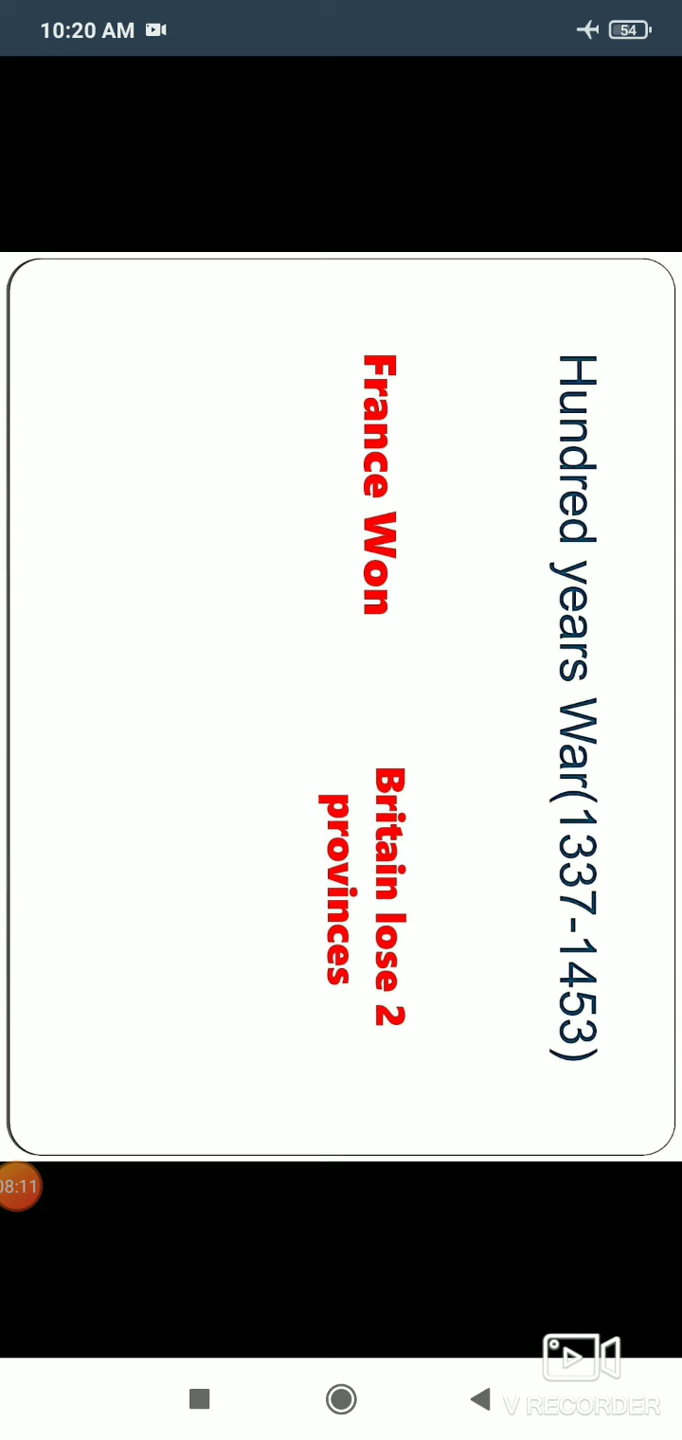 10:20 AM
54
Hundred years War(1337-1453)
France Won
Britain lose 2
provinces
08:11
V RECORDER